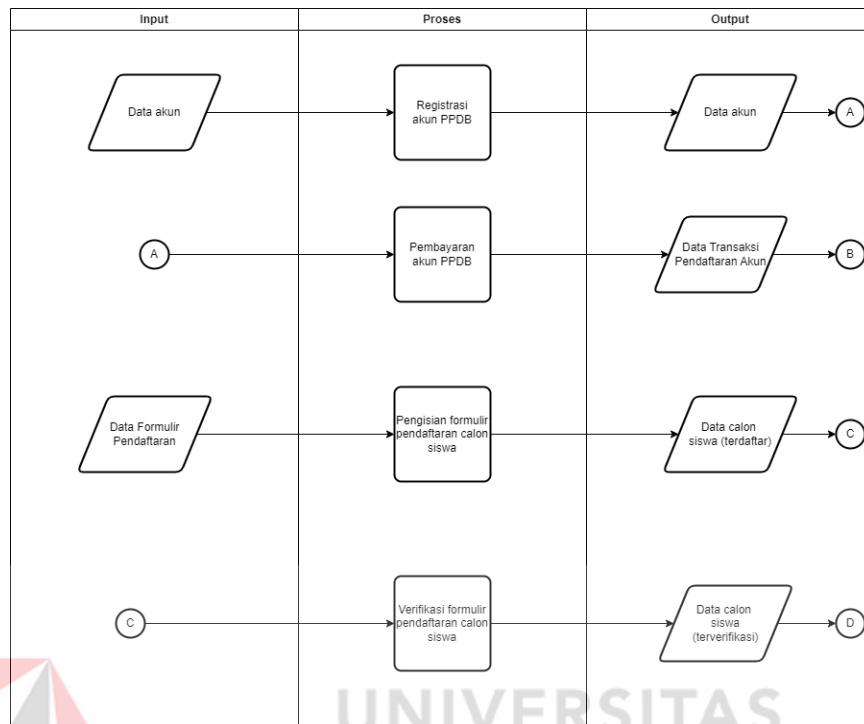 Input
Proses
Output
Data akun
Registrasi
akun PPDB
Data akun
A
A
Pembayaran
akun PPDB
Data Transaksi
Pendaftaran Akun
B
Data Formulir
Pendaftaran
Pengisian formulir
pendaftaran calon
siswa
Data calon
siswa (terdaftar)
C
C
Verifikasi formulir
pendaftaran calon
siswa
Data calon
siswa
(terverifikasi)
D
UNIVERSITAS